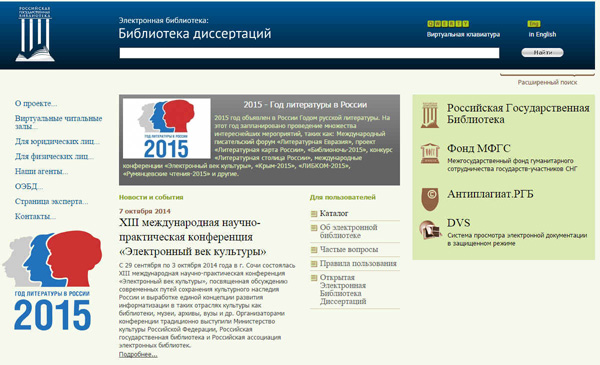 РОССИЙСКАЯ
ГОСУДАРСТВЕННАЯ
БИБЛИОТЕКА
Электронная библиотека:
Библиотека диссертаций
QWERTY
Виртуальная клавиатура
Eng
in English
Найти
Расширенный поиск
О проекте...
Виртуальные читальные
залы...
Для юридических лиц...
Для физических лиц...
Наши агенты...
ОЭБД...
Страница эксперта...
Контакты...
ГОД ЛИТЕРАТУРЫ В РОССИИ
2015
ГОД ЛИТЕРАТУРЫ В РОССИИ
2015
2015 - Год литературы в России
2015 год объявлен в России Годом русской литературы. На
этот год запланировано проведение множества
интереснейших мероприятий, таких как: Международный
писательский форум «Литературная Евразия», проект
«Литературная карта России», «Библионочь-2015», конкурс
«Литературная столица России», международные
конференции «Электронный век культуры», «Крым-2015», «ЛИБКОМ-2015»,
«Румянцевские чтения-2015» и другие.
Новости и события
7 октября 2014
XIII международная научно-
практическая конференция
«Электронный век культуры»
С 29 сентября по 3 октября 2014 года в г. Сочи состоялась
XIII международная научно-практическая конференция
«Электронный век культуры», посвященная обсуждению
современных путей сохранения культурного наследия
России и выработке единой концепции развития
информатизации в таких отраслях культуры как
библиотеки, музеи, архивы, вузы и др. Организаторами
конференции традиционно выступили Министерство
культуры Российской Федерации, Российская
государственная библиотека и Российская ассоциация
электронных библиотек.
Подробнее...
Для пользователей
Каталог
Об электронной
библиотеке
Частые вопросы
Правила пользования
Открытая
Электронная
Библиотека
Диссертаций
Российская Государственная
Библиотека
Фонд МФГС
Межгосударственный фонд гуманитарного
сотрудничества государств-участников СНГ
Антиплагиат.РГБ
DVS
Система просмотра электронной документации
в защищенном режиме